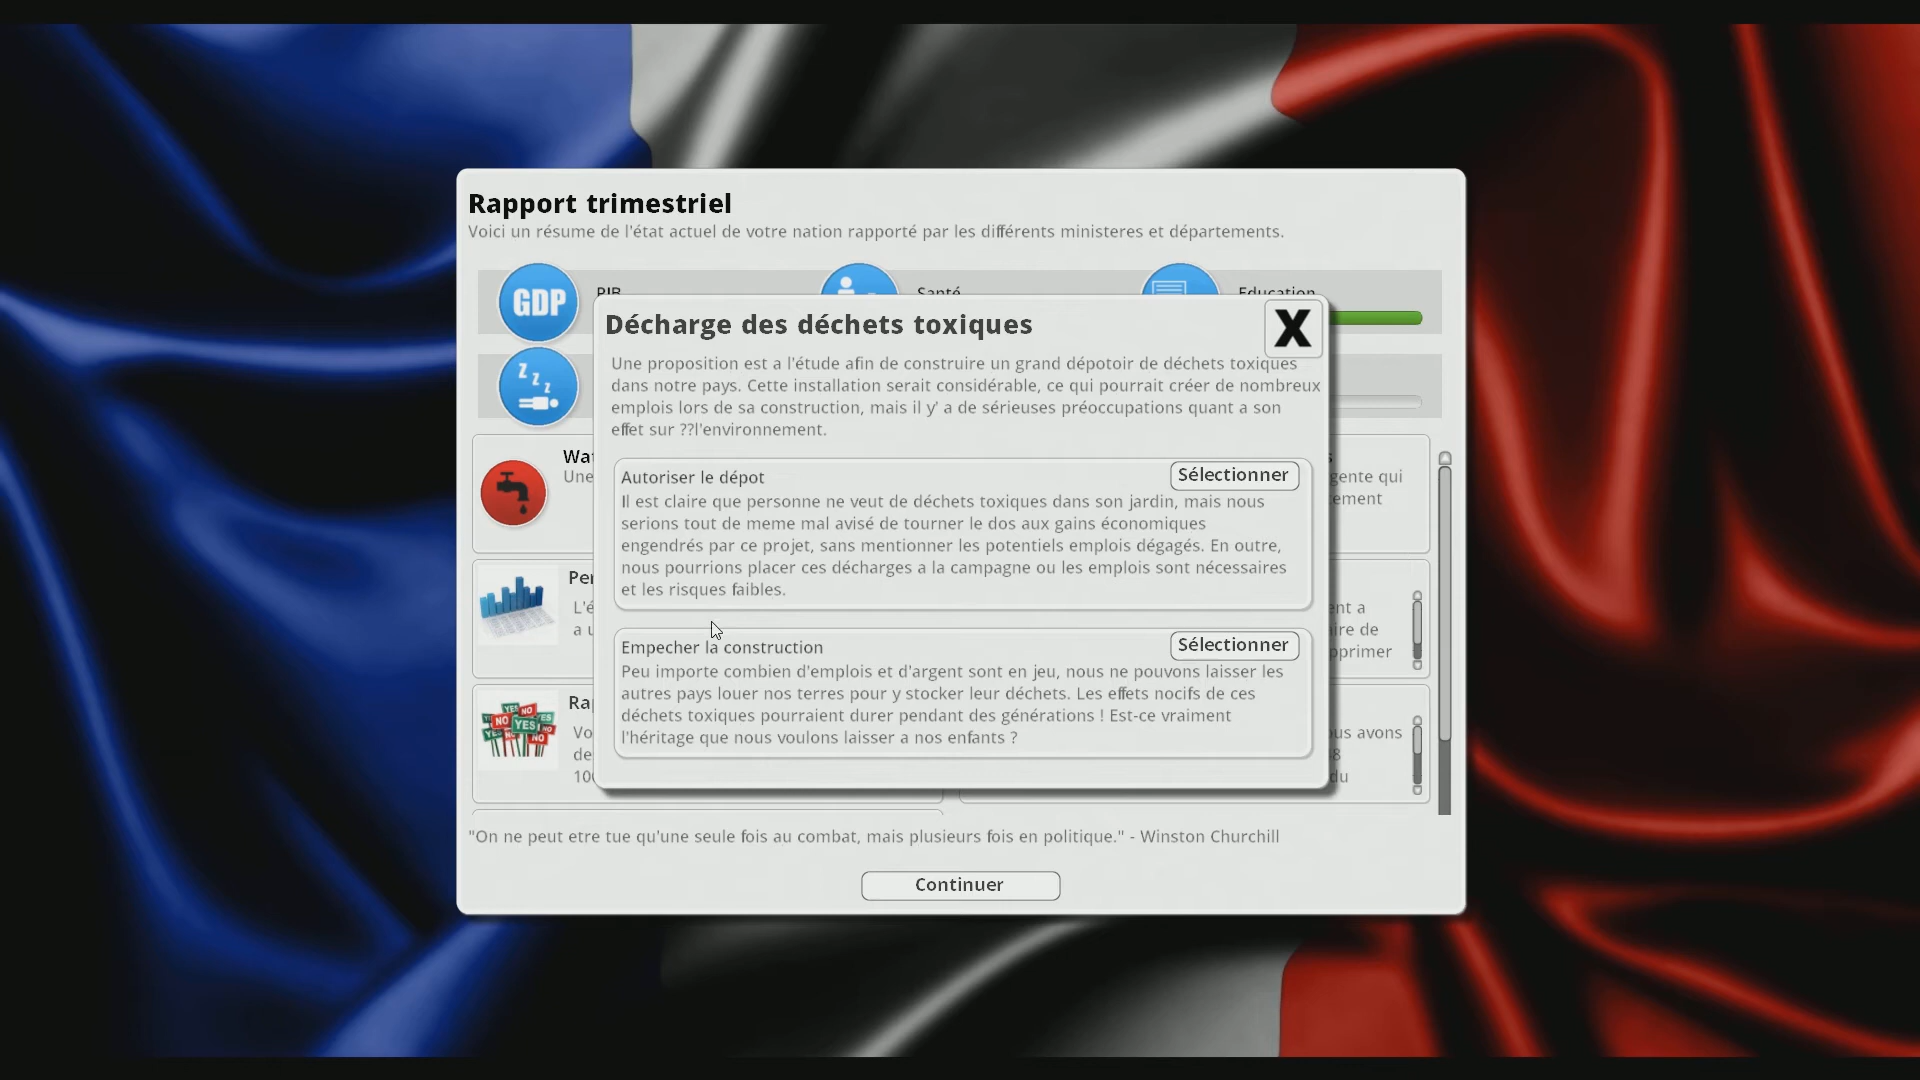 Rapport trimestriel
Voici un résume de l'état actuel de votre nation rapporté par les différents ministeres et départements.
GDP
PIB
Santé
Education
Décharge des déchets toxiques
X
Une proposition est a l'étude afin de construire un grand dépotoir de déchets toxiques
dans notre pays. Cette installation serait considérable, ce qui pourrait créer de nombreux
emplois lors de sa construction, mais il y' a de sérieuses préoccupations quant a son
effet sur ??l'environnement.
Autoriser le dépot
Sélectionner
Il est claire que personne ne veut de déchets toxiques dans son jardin, mais nous
serions tout de meme mal avisé de tourner le dos aux gains économiques
engendrés par ce projet, sans mentionner les potentiels emplois dégagés. En outre,
nous pourrions placer ces décharges a la campagne ou les emplois sont nécessaires
et les risques faibles.
Empecher la construction
Sélectionner
Peu importe combien d'emplois et d'argent sont en jeu, nous ne pouvons laisser les
autres pays louer nos terres pour y stocker leur déchets. Les effets nocifs de ces
déchets toxiques pourraient durer pendant des générations ! Est-ce vraiment
l'héritage que nous voulons laisser a nos enfants ?
Une
YES
NO
"On ne peut etre tue qu'une seule fois au combat, mais plusieurs fois en politique." - Winston Churchill
Continuer